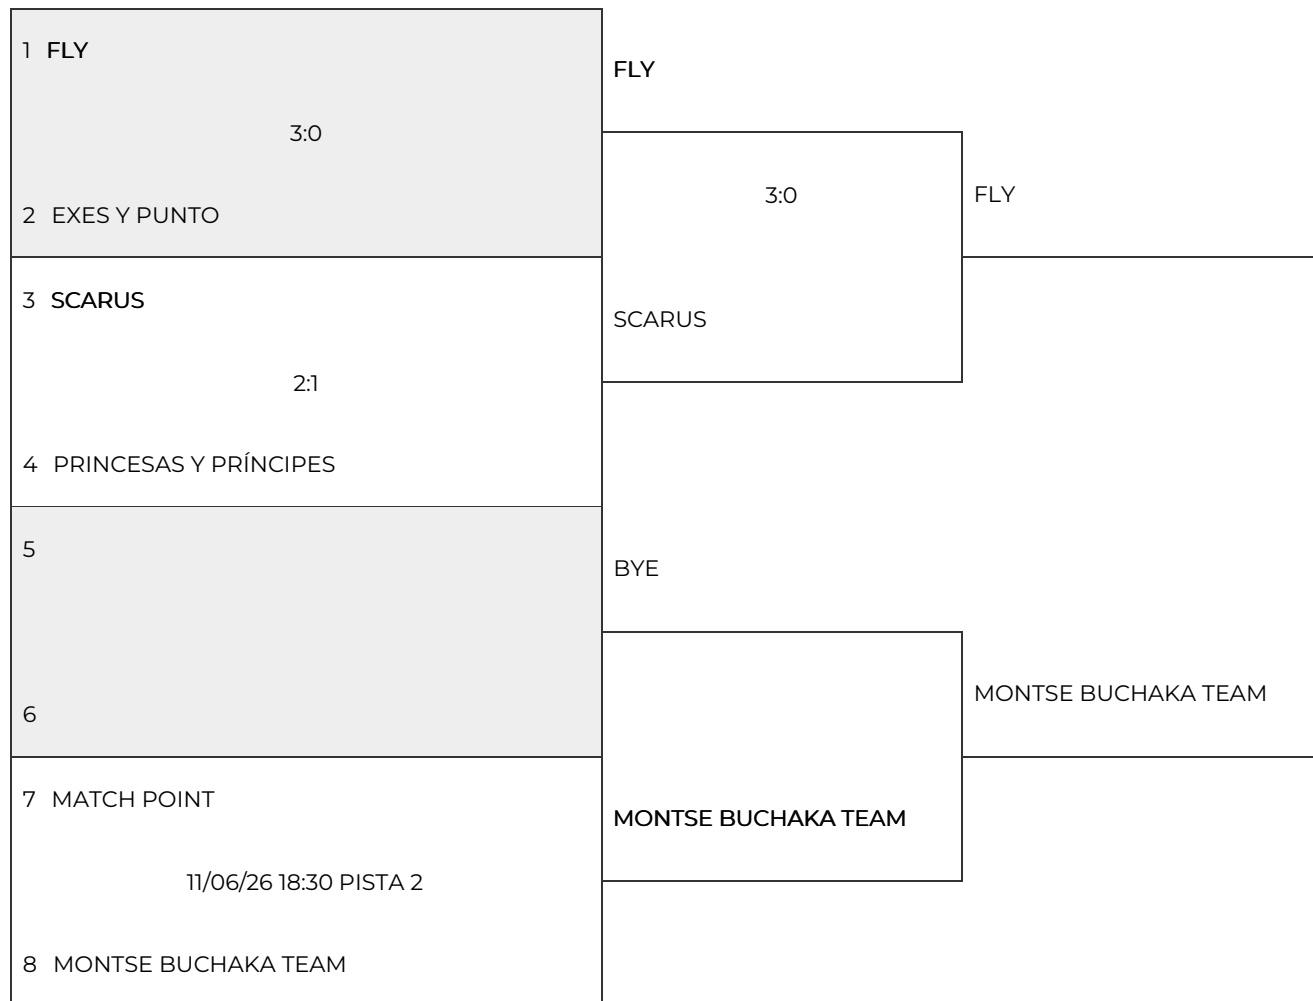 1 FLY
3:0
2 EXES Y PUNTO
3 SCARUS
2:1
4 PRINCESAS Y PRÍNCIPES
5
6
7 MATCH POINT
11/06/26 18:30 PISTA 2
8 MONTSE BUCHAKA TEAM
FLY
3:0
SCARUS
BYE
MONTSE BUCHAKA TEAM
FLY
MONTSE BUCHAKA TEAM